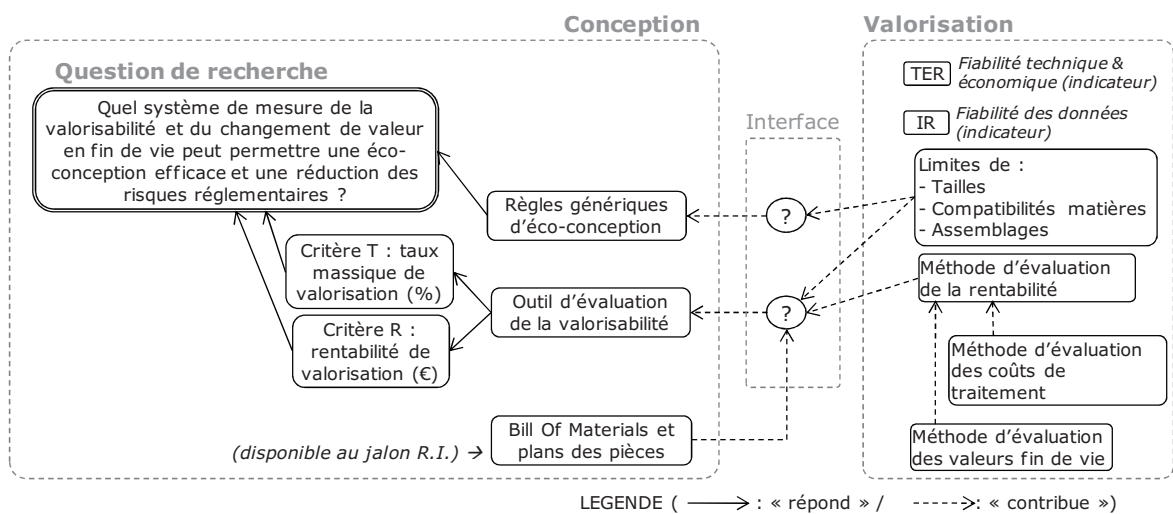 Conception
Valorisation
Question de recherche
Quel système de mesure de la
valorisabilité et du changement de valeur
en fin de vie peut permettre une éco-
conception efficace et une réduction des
risques réglementaires ?
Règles génériques
d'éco-conception
Critère T : taux
massique de
valorisation (%)
Outil d'évaluation
de la valorisabilité
Critère R :
rentabilité de
valorisation (€)
(disponible au jalon R.I.) →
Bill Of Materials et
plans des pièces
Interface
?
?
TER
Fiabilité technique &
économique (indicateur)
IR
Fiabilité des données
(indicateur)
Limites de :
- Tailles
- Compatibilités matières
- Assemblages
Méthode d'évaluation
de la rentabilité
Méthode d'évaluation
des coûts de
traitement
Méthode d'évaluation
des valeurs fin de vie
LEGENDE ( ⟶ : « répond » / ----> : « contribue »)